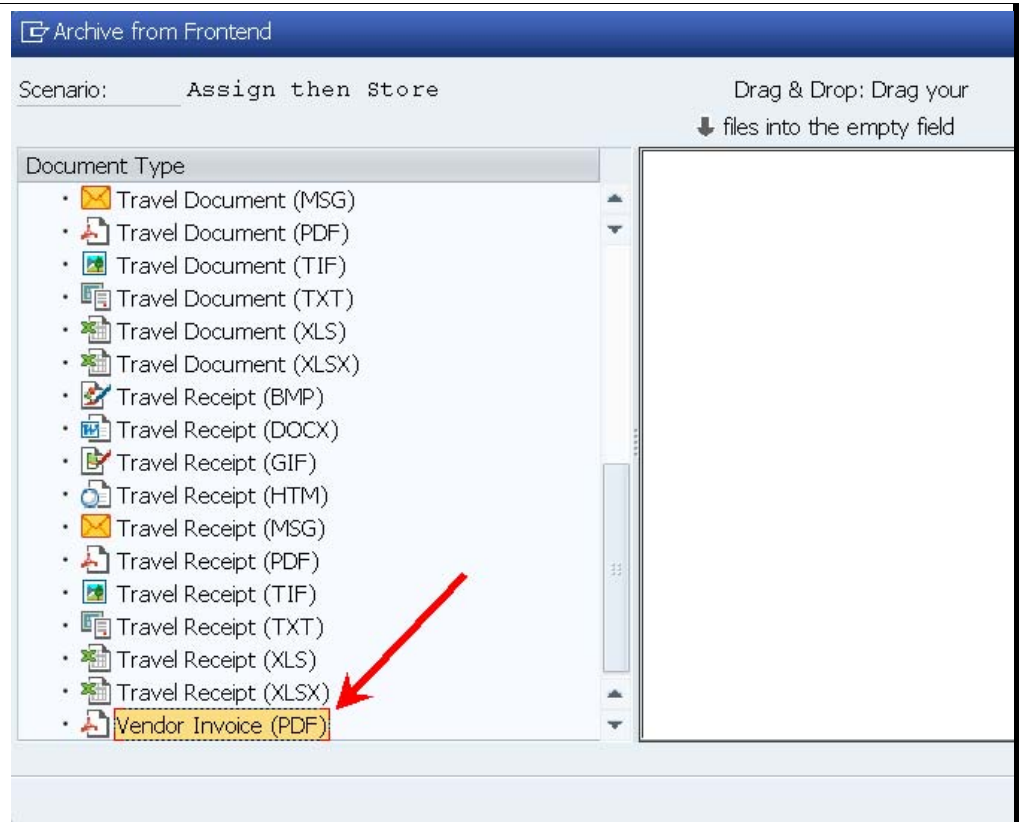 Archive from Frontend
Scenario: Assign then Store
Drag & Drop: Drag your
files into the empty field
Document Type
Travel Document (MSG)
Travel Document (PDF)
Travel Document (TIF)
Travel Document (TXT)
Travel Document (XLS)
Travel Document (XLSX)
Travel Receipt (BMP)
Travel Receipt (DOCX)
Travel Receipt (GIF)
Travel Receipt (HTM)
Travel Receipt (MSG)
Travel Receipt (PDF)
Travel Receipt (TIF)
Travel Receipt (TXT)
Travel Receipt (XLS)
Travel Receipt (XLSX)
Vendor Invoice (PDF)